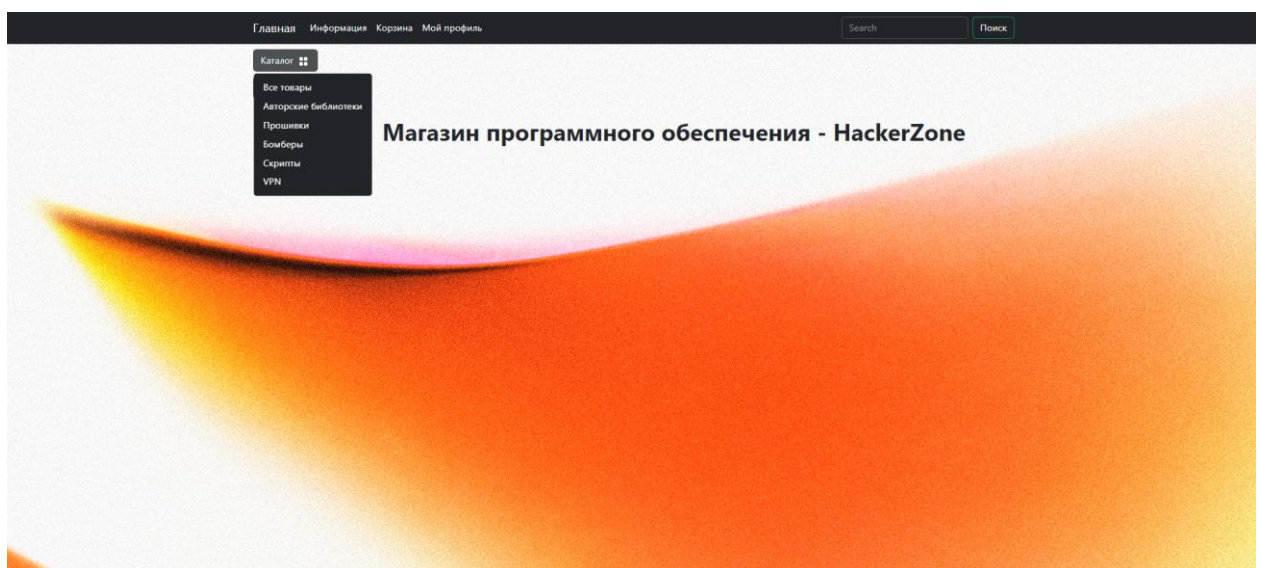 Главная Информация Корзина Мой профиль Search Поиск
Каталог
Все товары
Авторские библиотеки
Прошивки
Бомберы
Скрипты
VPN
Магазин программного обеспечения - HackerZone